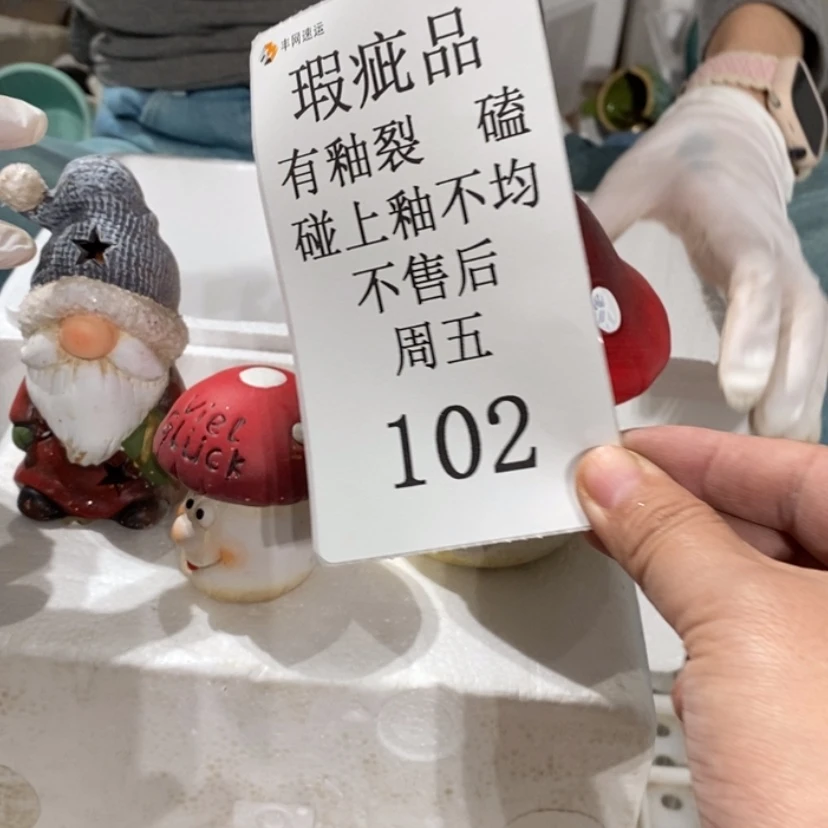 丰网速运
瑕疵品
有釉裂 磕
碰上釉不均
不售后
周五
102
Viel
Glück